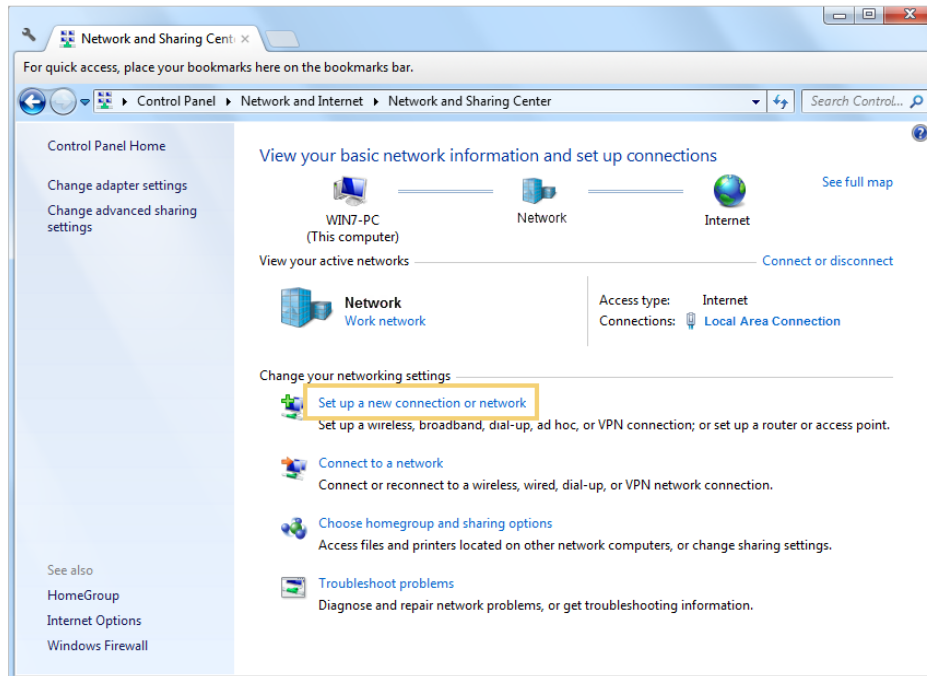 Network and Sharing Cent
For quick access, place your bookmarks here on the bookmarks bar.
Control Panel Network and Internet Network and Sharing Center Search Control...
Control Panel Home
Change adapter settings
Change advanced sharing
settings
See also
HomeGroup
Internet Options
Windows Firewall
View your basic network information and set up connections
See full map
WIN7-PC
(This computer)
Network
Internet
View your active networks
Connect or disconnect
Network
Work network
Access type: Internet
Connections: Local Area Connection
Change your networking settings
Set up a new connection or network
Set up a wireless, broadband, dial-up, ad hoc, or VPN connection; or set up a router or access point.
Connect to a network
Connect or reconnect to a wireless, wired, dial-up, or VPN network connection.
Choose homegroup and sharing options
Access files and printers located on other network computers, or change sharing settings.
Troubleshoot problems
Diagnose and repair network problems, or get troubleshooting information.